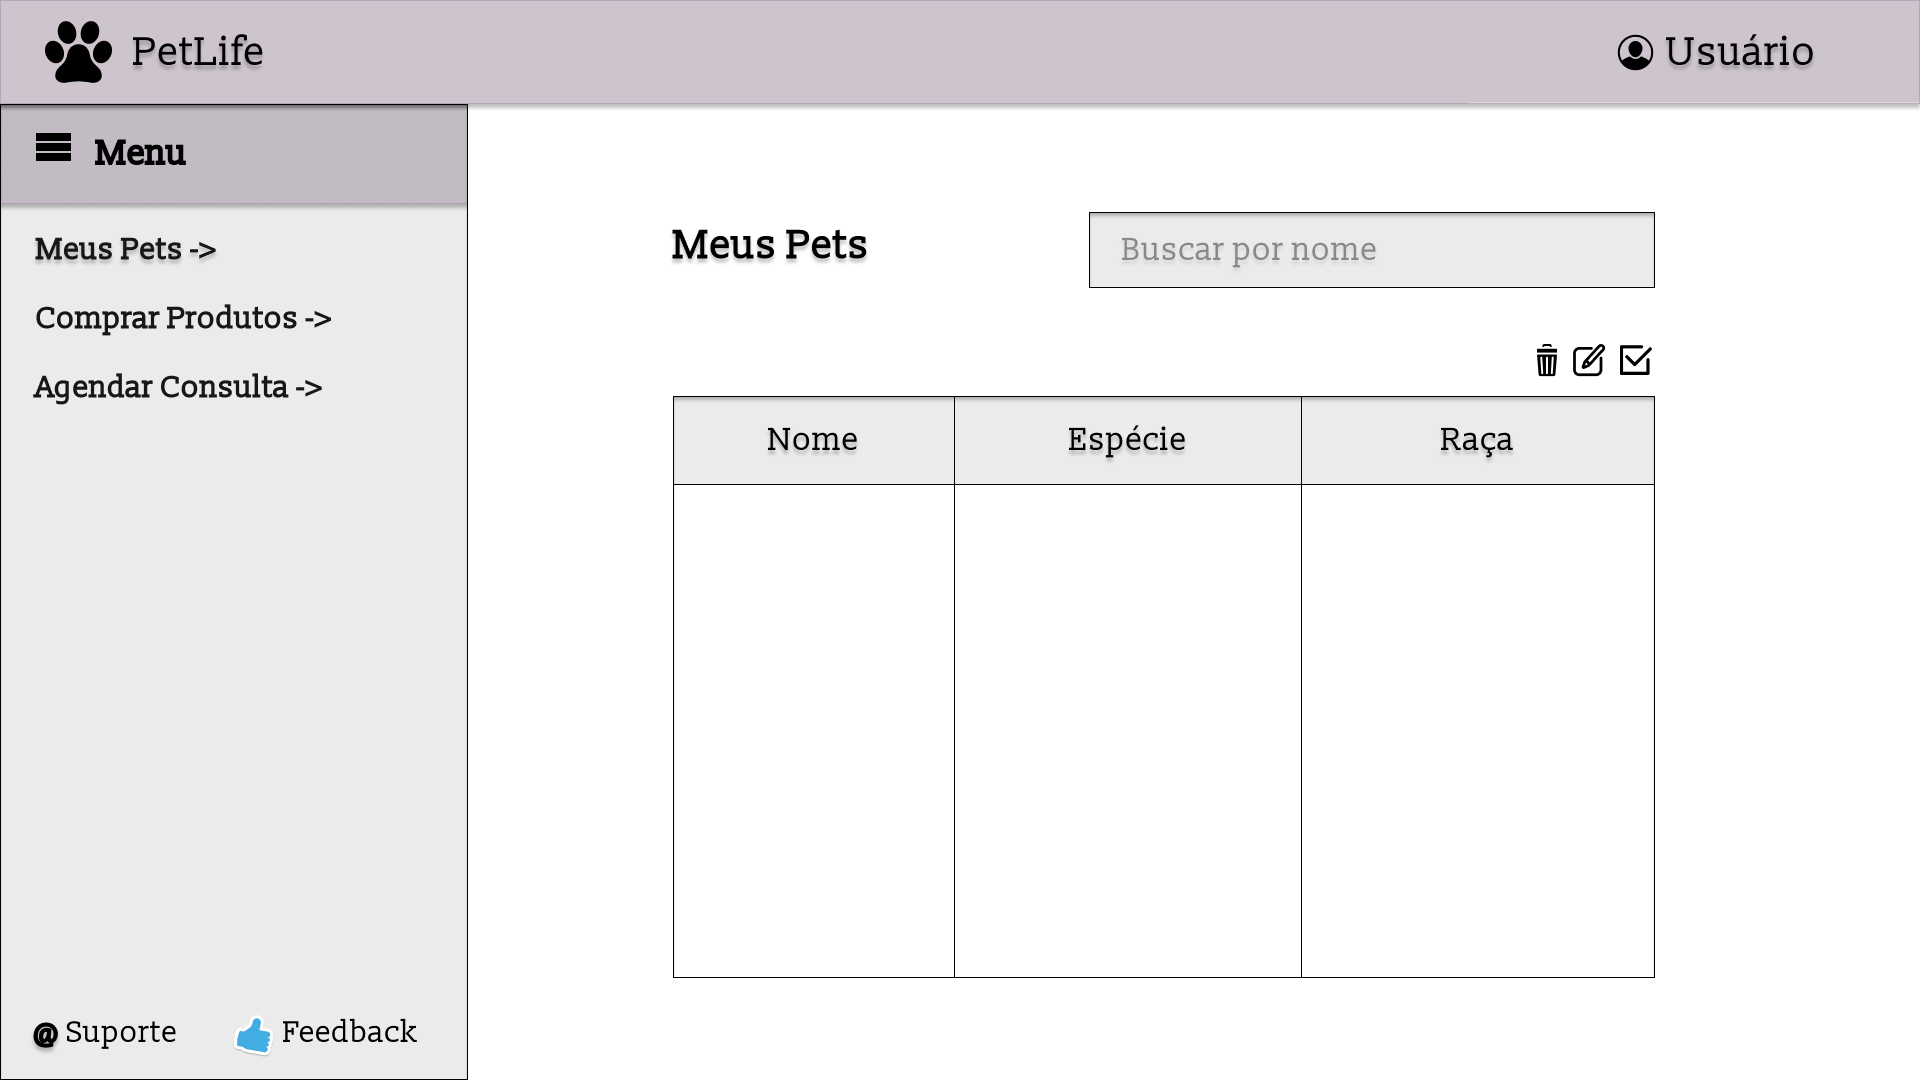 PetLife
Usuário
Menu
Meus Pets ->
Comprar Produtos ->
Agendar Consulta ->
Meus Pets
Buscar por nome
Nome
Espécie
Raça
@ Suporte
Feedback